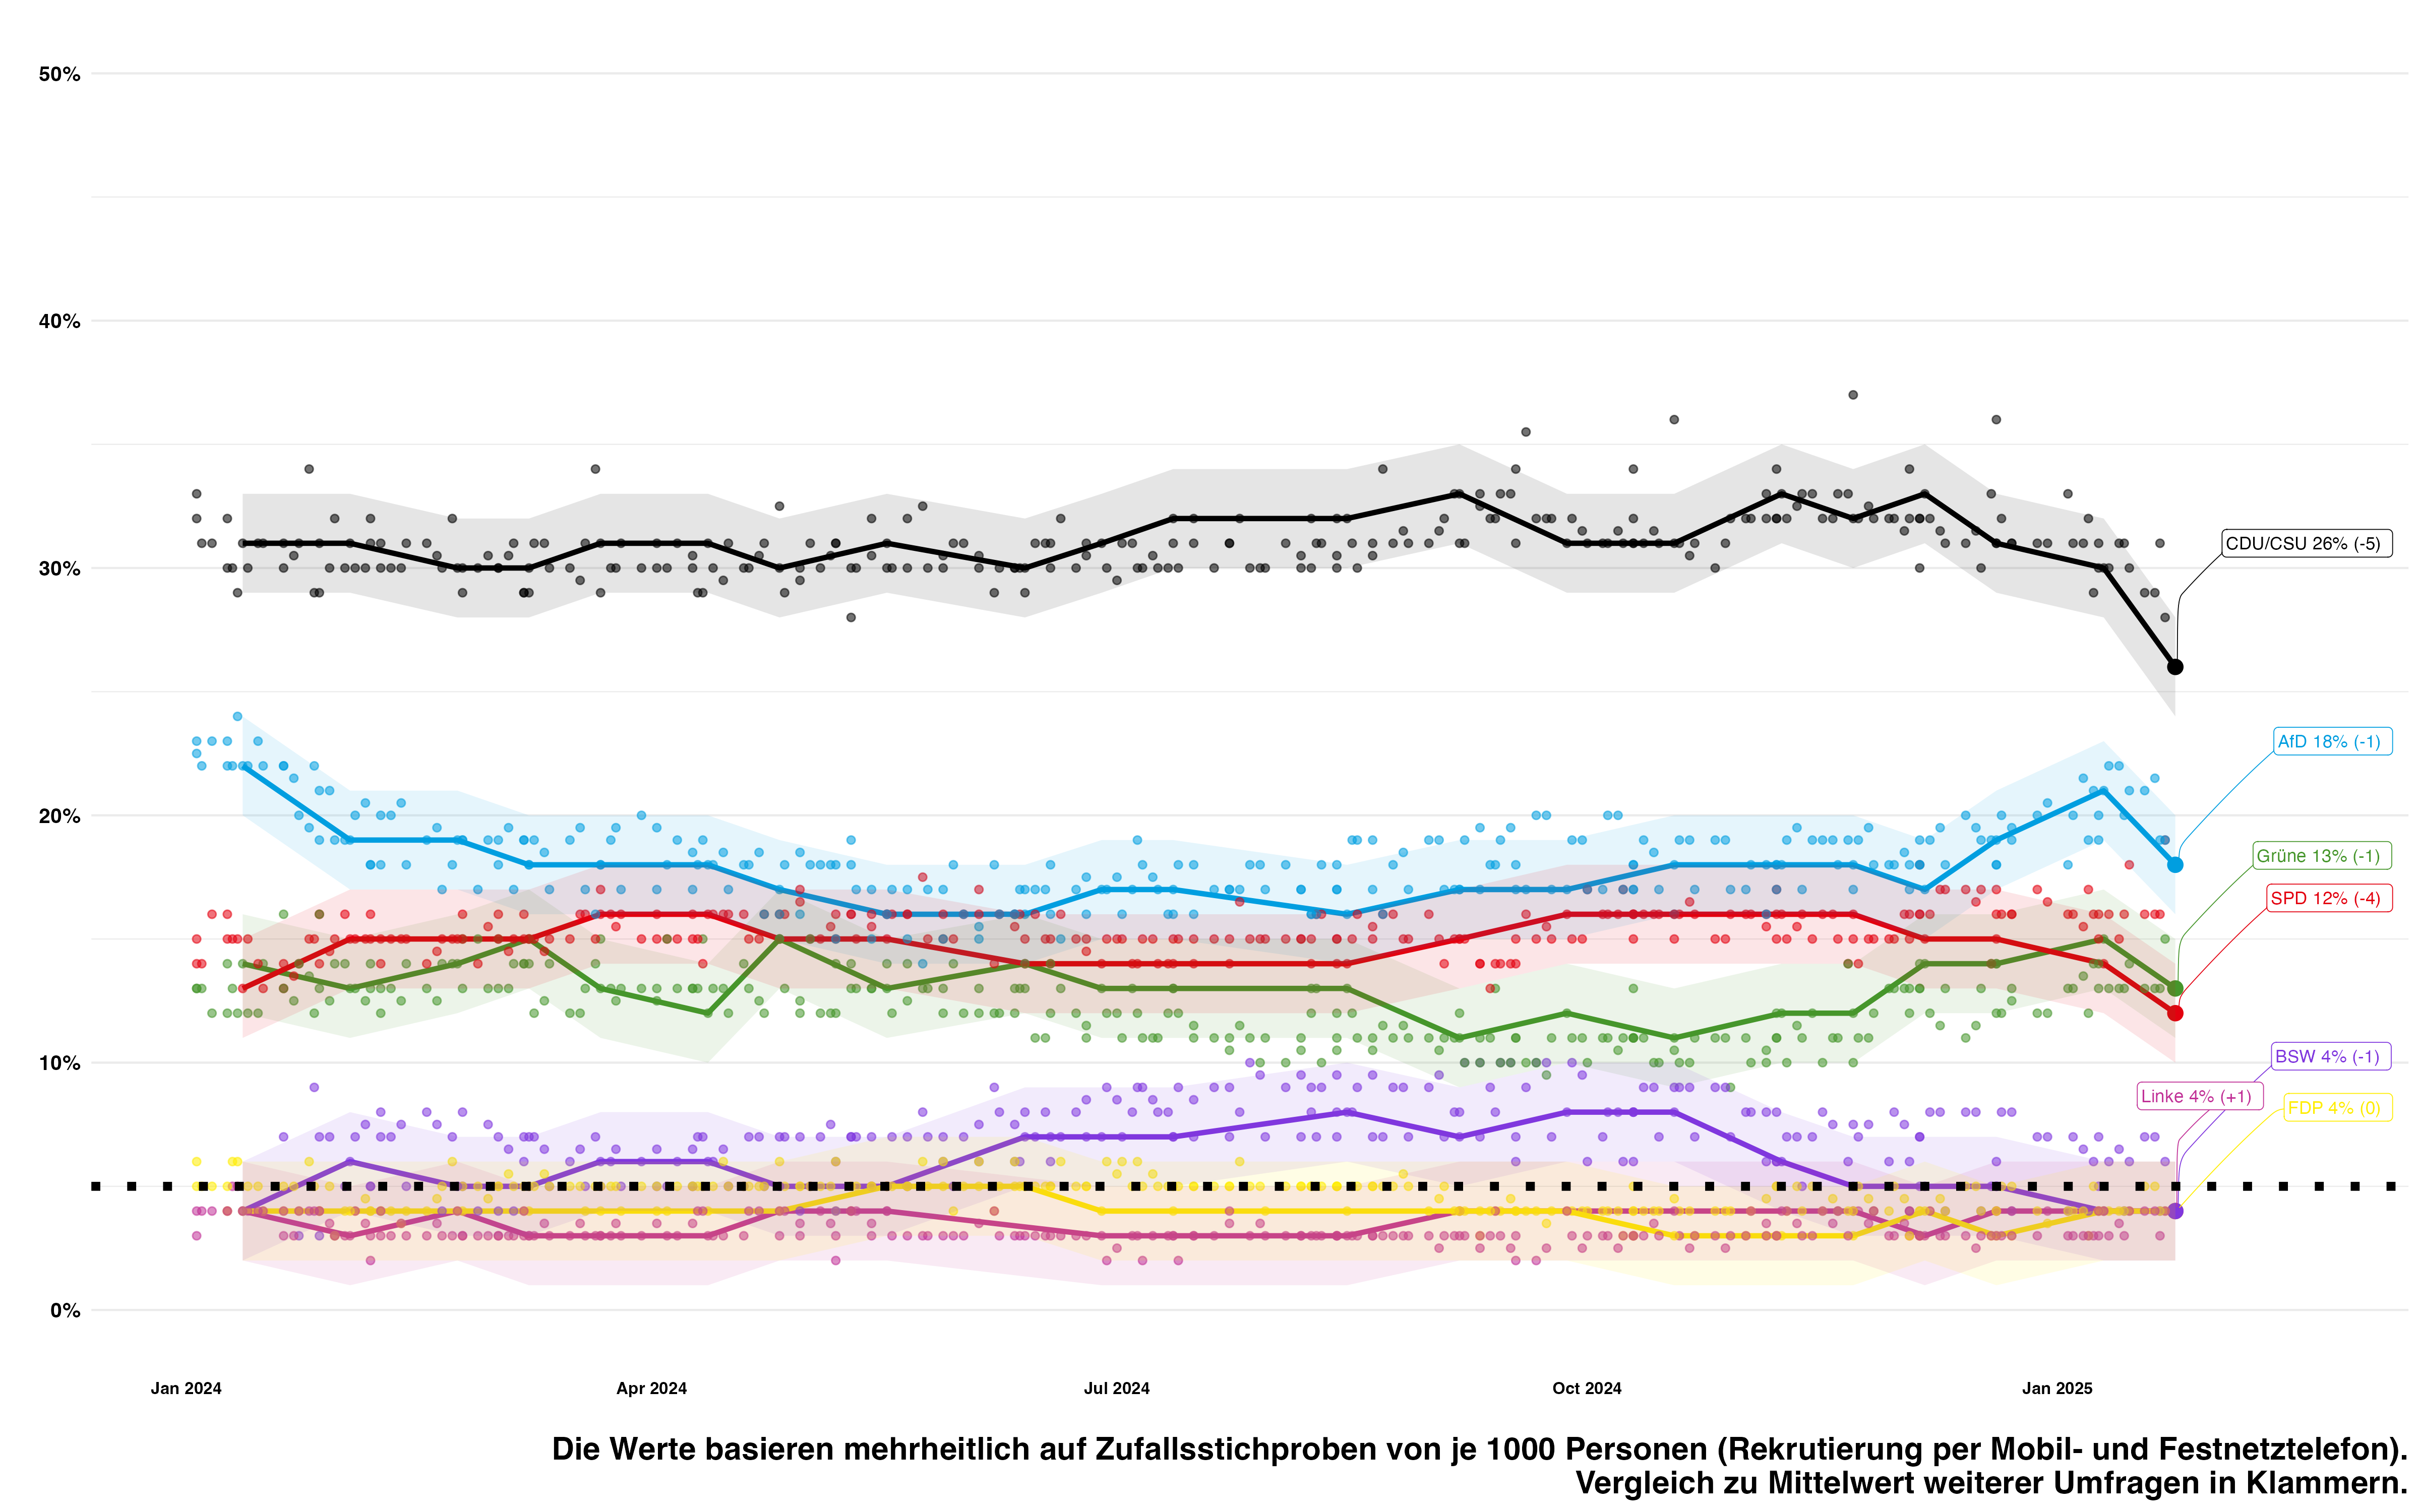 50%
40%
30%
20%
10%
0%
CDU/CSU 26% (-5)
AfD 18% (-1)
Grüne 13% (-1)
SPD 12% (-4)
BSW 4% (-1)
Linke 4% (+1)
FDP 4% (0)
Jan 2024
Apr 2024
Jul 2024
Oct 2024
Jan 2025
Die Werte basieren mehrheitlich auf Zufallsstichproben von je 1000 Personen (Rekrutierung per Mobil- und Festnetztelefon).
Vergleich zu Mittelwert weiterer Umfragen in Klammern.